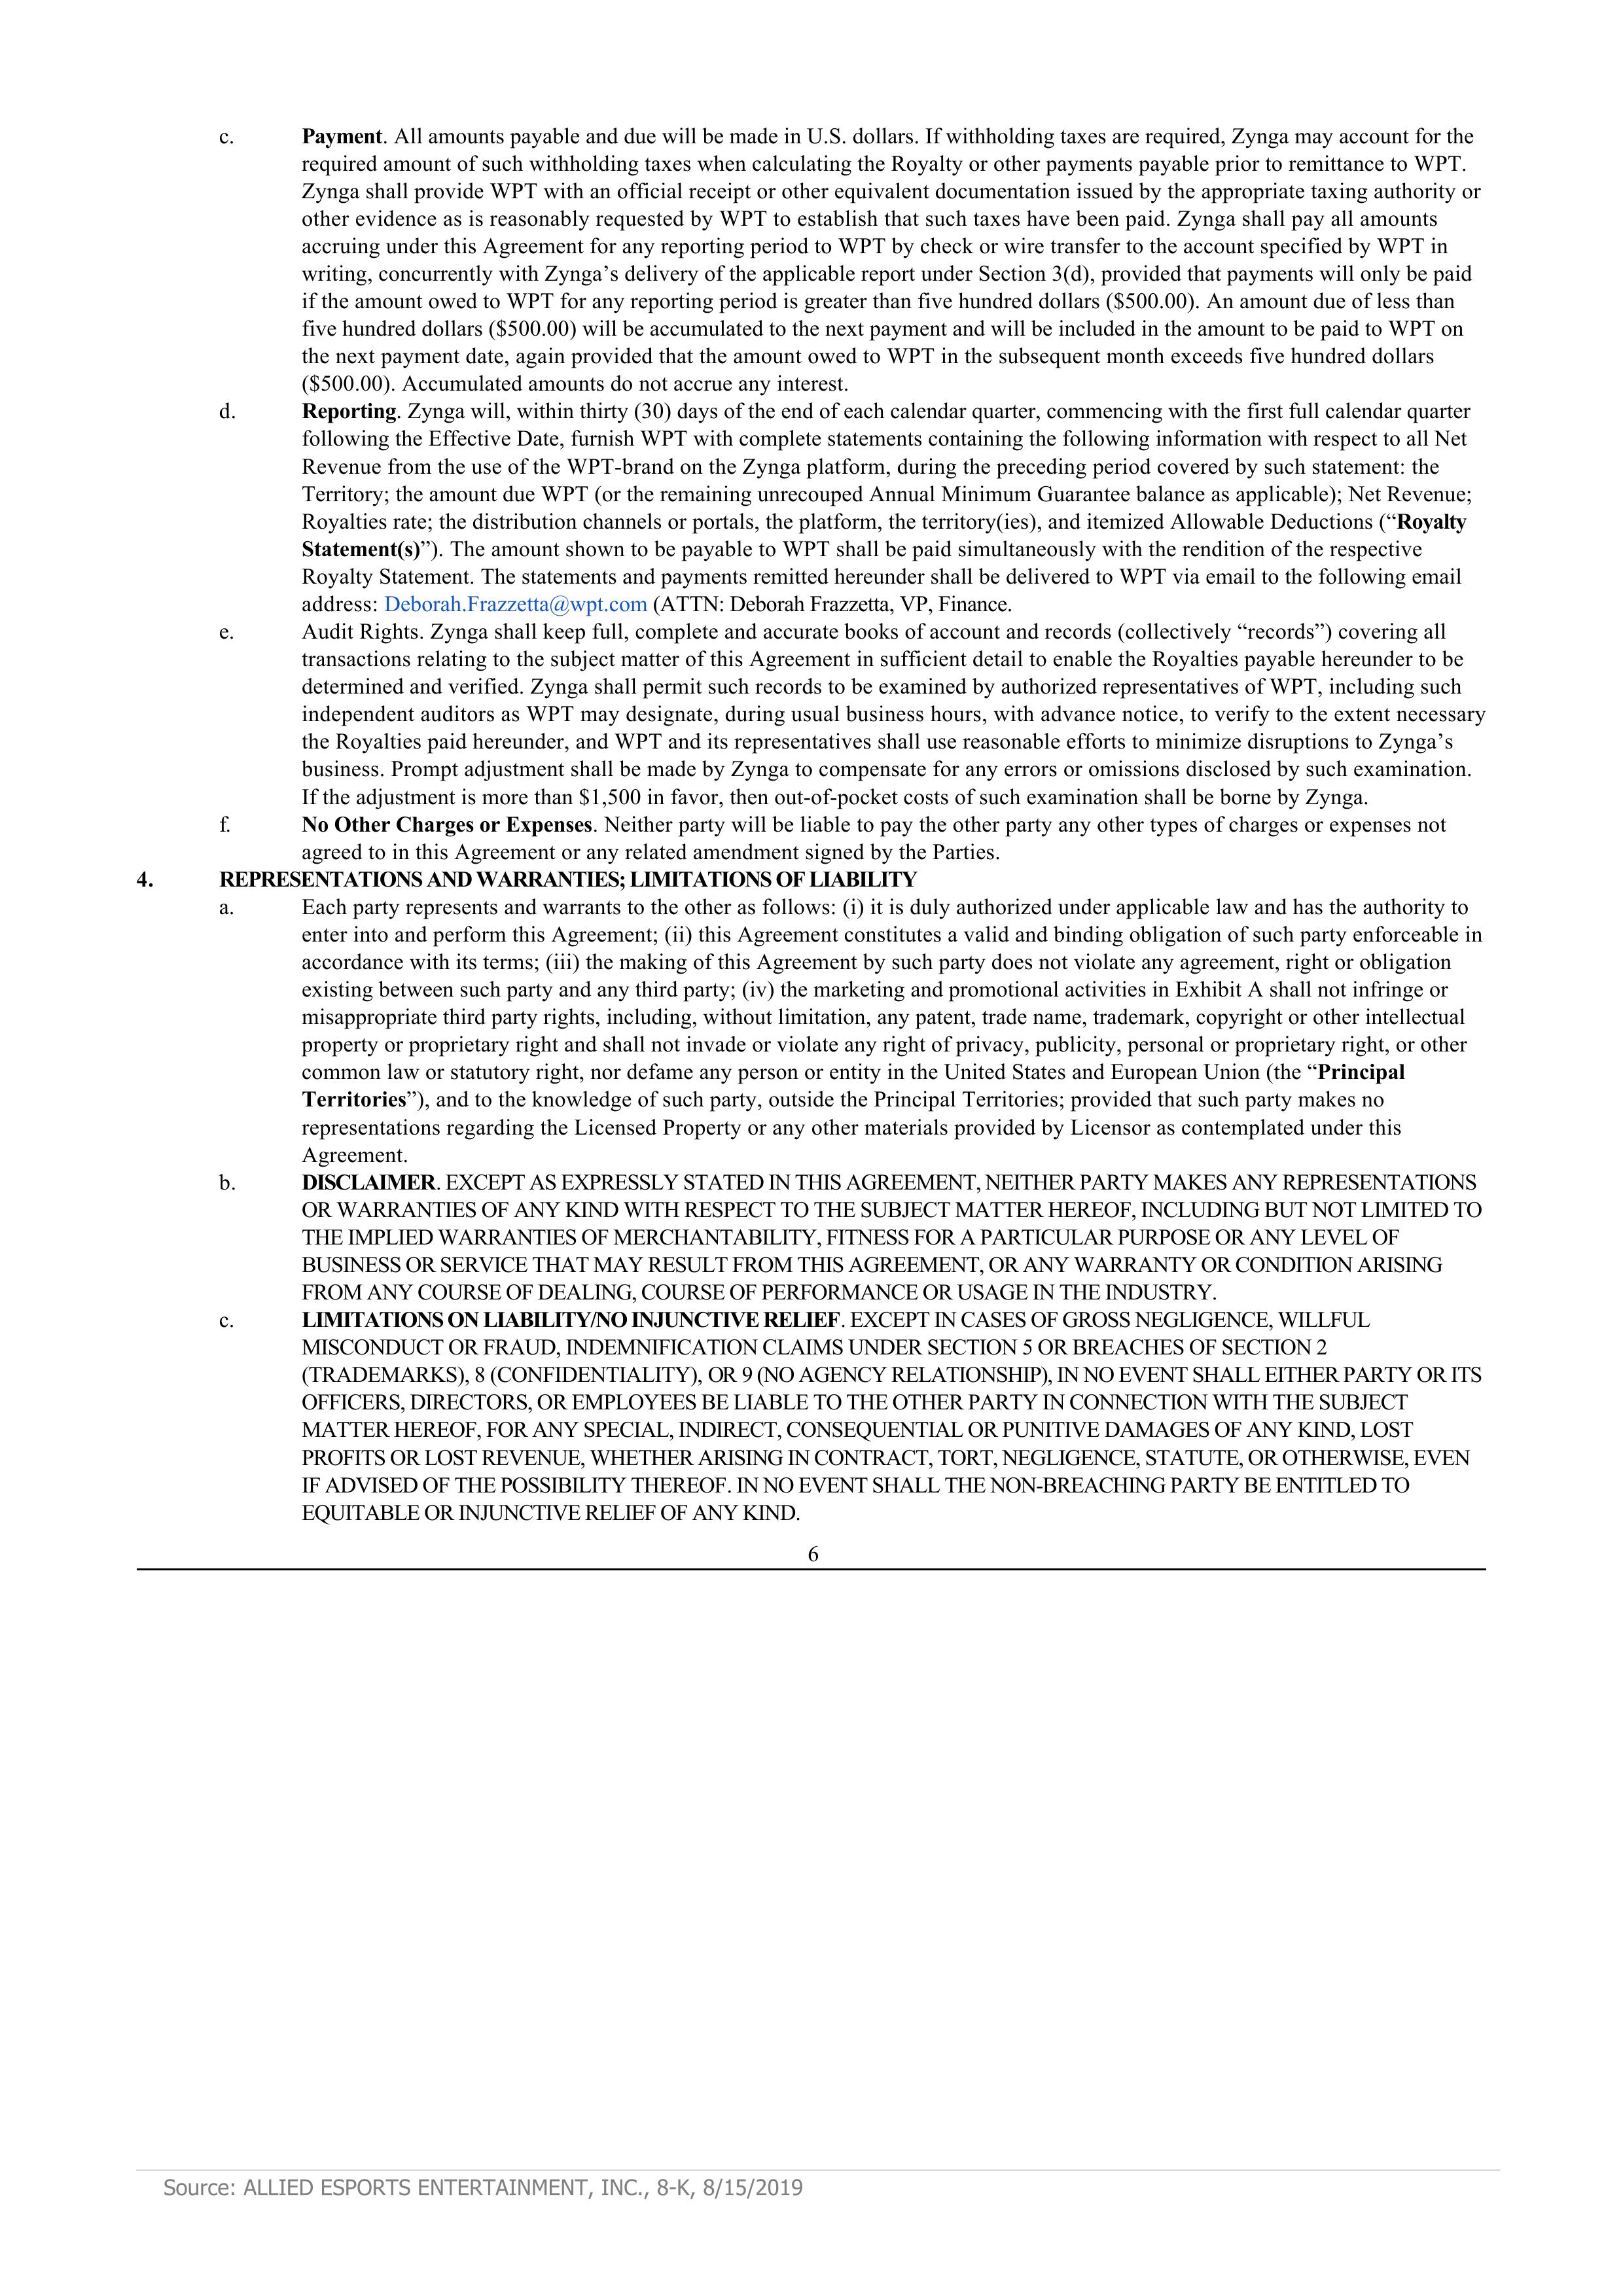 c. Payment. All amounts payable and due will be made in U.S. dollars. If withholding taxes are required, Zynga may account for the
required amount of such withholding taxes when calculating the Royalty or other payments payable prior to remittance to WPT.
Zynga shall provide WPT with an official receipt or other equivalent documentation issued by the appropriate taxing authority or
other evidence as is reasonably requested by WPT to establish that such taxes have been paid. Zynga shall pay all amounts
accruing under this Agreement for any reporting period to WPT by check or wire transfer to the account specified by WPT in
writing, concurrently with Zynga’s delivery of the applicable report under Section 3(d), provided that payments will only be paid
if the amount owed to WPT for any reporting period is greater than five hundred dollars ($500.00). An amount due of less than
five hundred dollars ($500.00) will be accumulated to the next payment and will be included in the amount to be paid to WPT on
the next payment date, again provided that the amount owed to WPT in the subsequent month exceeds five hundred dollars
($500.00). Accumulated amounts do not accrue any interest.
d. Reporting. Zynga will, within thirty (30) days of the end of each calendar quarter, commencing with the first full calendar quarter
following the Effective Date, furnish WPT with complete statements containing the following information with respect to all Net
Revenue from the use of the WPT-brand on the Zynga platform, during the preceding period covered by such statement: the
Territory; the amount due WPT (or the remaining unrecouped Annual Minimum Guarantee balance as applicable); Net Revenue;
Royalties rate; the distribution channels or portals, the platform, the territory(ies), and itemized Allowable Deductions (“Royalty
Statement(s)”). The amount shown to be payable to WPT shall be paid simultaneously with the rendition of the respective
Royalty Statement. The statements and payments remitted hereunder shall be delivered to WPT via email to the following email
address: Deborah.Frazzetta@wpt.com (ATTN: Deborah Frazzetta, VP, Finance.
e. Audit Rights. Zynga shall keep full, complete and accurate books of account and records (collectively “records”) covering all
transactions relating to the subject matter of this Agreement in sufficient detail to enable the Royalties payable hereunder to be
determined and verified. Zynga shall permit such records to be examined by authorized representatives of WPT, including such
independent auditors as WPT may designate, during usual business hours, with advance notice, to verify to the extent necessary
the Royalties paid hereunder, and WPT and its representatives shall use reasonable efforts to minimize disruptions to Zynga’s
business. Prompt adjustment shall be made by Zynga to compensate for any errors or omissions disclosed by such examination.
If the adjustment is more than $1,500 in favor, then out-of-pocket costs of such examination shall be borne by Zynga.
f. No Other Charges or Expenses. Neither party will be liable to pay the other party any other types of charges or expenses not
agreed to in this Agreement or any related amendment signed by the Parties.
4. REPRESENTATIONS AND WARRANTIES; LIMITATIONS OF LIABILITY
a. Each party represents and warrants to the other as follows: (i) it is duly authorized under applicable law and has the authority to
enter into and perform this Agreement; (ii) this Agreement constitutes a valid and binding obligation of such party enforceable in
accordance with its terms; (iii) the making of this Agreement by such party does not violate any agreement, right or obligation
existing between such party and any third party; (iv) the marketing and promotional activities in Exhibit A shall not infringe or
misappropriate third party rights, including, without limitation, any patent, trade name, trademark, copyright or other intellectual
property or proprietary right and shall not invade or violate any right of privacy, publicity, personal or proprietary right, or other
common law or statutory right, nor defame any person or entity in the United States and European Union (the “Principal
Territories”), and to the knowledge of such party, outside the Principal Territories; provided that such party makes no
representations regarding the Licensed Property or any other materials provided by Licensor as contemplated under this
Agreement.
b. DISCLAIMER. EXCEPT AS EXPRESSLY STATED IN THIS AGREEMENT, NEITHER PARTY MAKES ANY REPRESENTATIONS
OR WARRANTIES OF ANY KIND WITH RESPECT TO THE SUBJECT MATTER HEREOF, INCLUDING BUT NOT LIMITED TO
THE IMPLIED WARRANTIES OF MERCHANTABILITY, FITNESS FOR A PARTICULAR PURPOSE OR ANY LEVEL OF
BUSINESS OR SERVICE THAT MAY RESULT FROM THIS AGREEMENT, OR ANY WARRANTY OR CONDITION ARISING
FROM ANY COURSE OF DEALING, COURSE OF PERFORMANCE OR USAGE IN THE INDUSTRY.
c. LIMITATIONS ON LIABILITY/NO INJUNCTIVE RELIEF. EXCEPT IN CASES OF GROSS NEGLIGENCE, WILLFUL
MISCONDUCT OR FRAUD, INDEMNIFICATION CLAIMS UNDER SECTION 5 OR BREACHES OF SECTION 2
(TRADEMARKS), 8 (CONFIDENTIALITY), OR 9 (NO AGENCY RELATIONSHIP), IN NO EVENT SHALL EITHER PARTY OR ITS
OFFICERS, DIRECTORS, OR EMPLOYEES BE LIABLE TO THE OTHER PARTY IN CONNECTION WITH THE SUBJECT
MATTER HEREOF, FOR ANY SPECIAL, INDIRECT, CONSEQUENTIAL OR PUNITIVE DAMAGES OF ANY KIND, LOST
PROFITS OR LOST REVENUE, WHETHER ARISING IN CONTRACT, TORT, NEGLIGENCE, STATUTE, OR OTHERWISE, EVEN
IF ADVISED OF THE POSSIBILITY THEREOF. IN NO EVENT SHALL THE NON-BREACHING PARTY BE ENTITLED TO
EQUITABLE OR INJUNCTIVE RELIEF OF ANY KIND.
6
Source: ALLIED ESPORTS ENTERTAINMENT, INC., 8-K, 8/15/2019